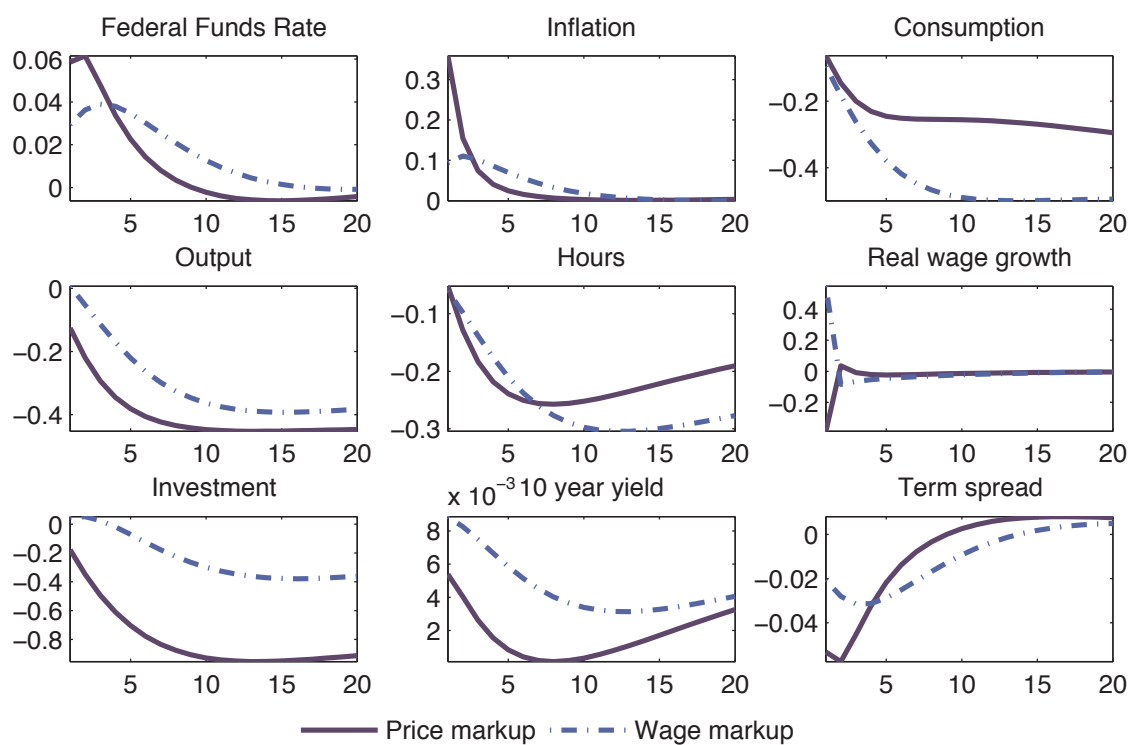 Federal Funds Rate
0.06
0.04
0.02
0
5 10 15 20
Inflation
0.3
0.2
0.1
0
5 10 15 20
Consumption
−0.2
−0.4
5 10 15 20
Output
0
−0.2
−0.4
5 10 15 20
Hours
−0.1
−0.2
−0.3
5 10 15 20
Real wage growth
0.4
0.2
0
−0.2
5 10 15 20
Investment
0
−0.2
−0.4
−0.6
−0.8
5 10 15 20
x 10−3 10 year yield
8
6
4
2
5 10 15 20
Term spread
0
−0.02
−0.04
5 10 15 20
Price markup Wage markup